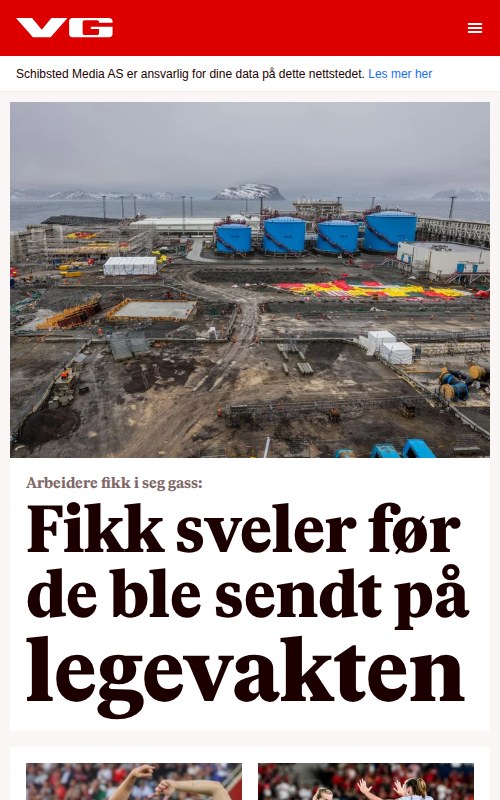 VG
Schibsted Media AS er ansvarlig for dine data på dette nettstedet. Les mer her
Arbeidere fikk i seg gass:
Fikk sveler før
de ble sendt på
legevakten